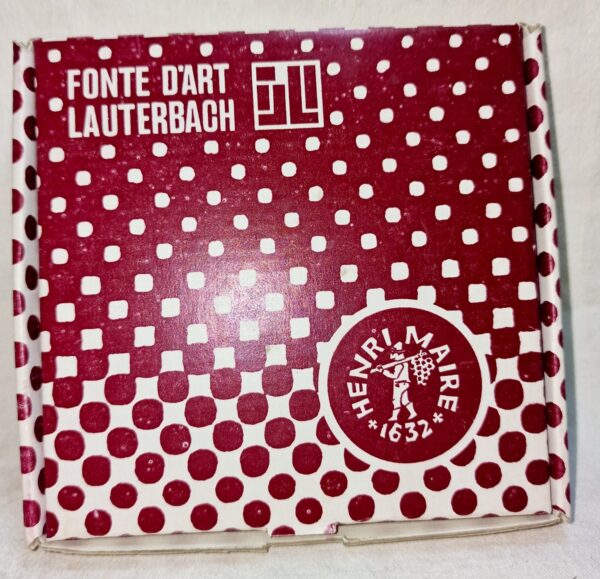 FONTE D'ART
LAUTERBACH
HENRI MAIRE
*1632*